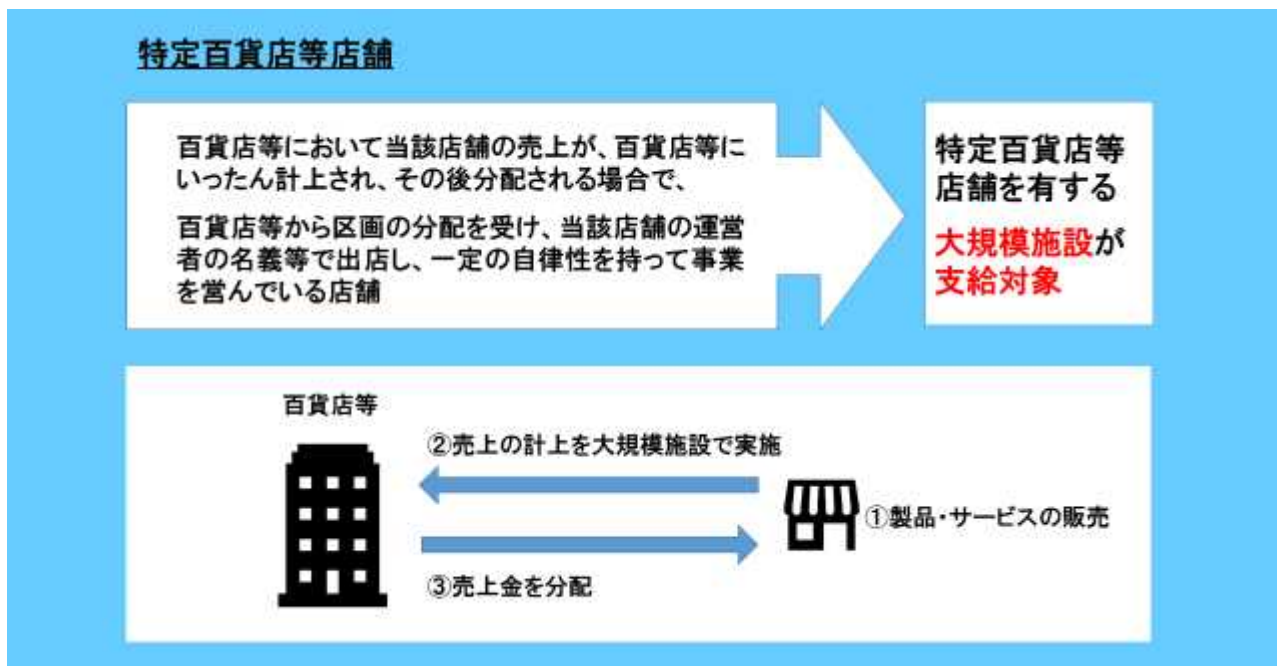 特定百貨店等店舗
百貨店等において当該店舗の売上が、百貨店等に
いったん計上され、その後分配される場合で、
百貨店等から区画の分配を受け、当該店舗の運営
者の名義等で出店し、一定の自律性を持って事業
を営んでいる店舗
特定百貨店等
店舗を有する
大規模施設が
支給対象
百貨店等
②売上の計上を大規模施設で実施
①製品・サービスの販売
③売上金を分配